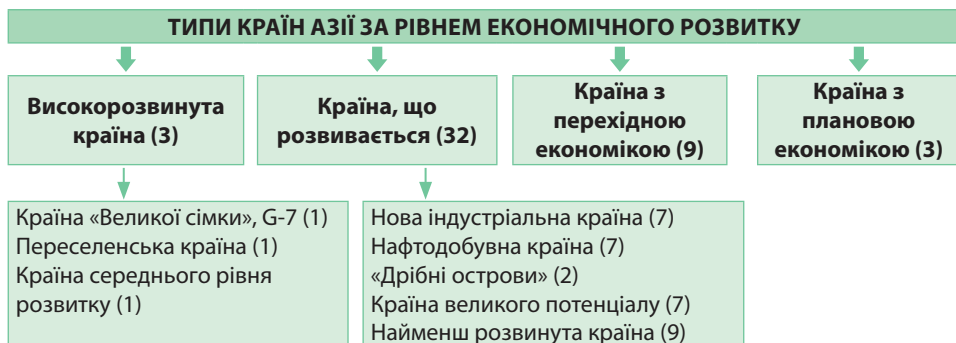 ТИПИ КРАЇН АЗІЇ ЗА РІВНЕМ ЕКОНОМІЧНОГО РОЗВИТКУ
Високорозвинута
країна (3)
Країна, що
розвивається (32)
Країна з
перехідною
економікою (9)
Країна з
плановою
економікою (3)
Країна «Великої сімки», G-7 (1)
Переселенська країна (1)
Країна середнього рівня
розвитку (1)
Нова індустріальна країна (7)
Нафтодобувна країна (7)
«Дрібні острови» (2)
Країна великого потенціалу (7)
Найменш розвинута країна (9)